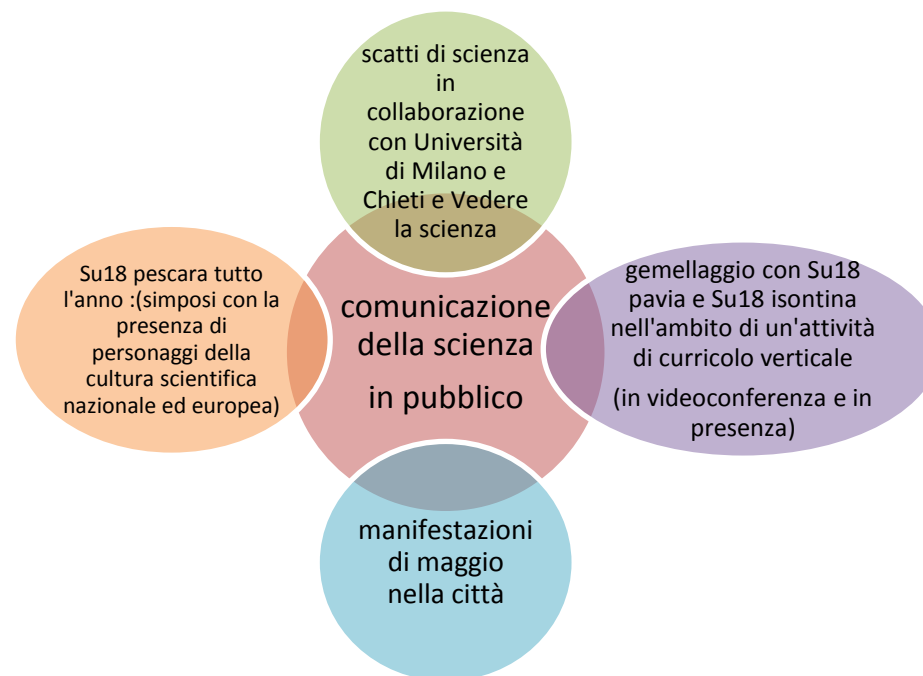 scatti di scienza
in
collaborazione
con Università
di Milano e
Chieti e Vedere
la scienza
Su18 pescara tutto
l'anno :(simposi con la
presenza di
personaggi della
cultura scientifica
nazionale ed europea)
comunicazione
della scienza
in pubblico
gemellaggio con Su18
pavia e Su18 isontina
nell'ambito di un'attività
di curricolo verticale
(in videoconferenza e in
presenza)
manifestazioni
di maggio
nella città